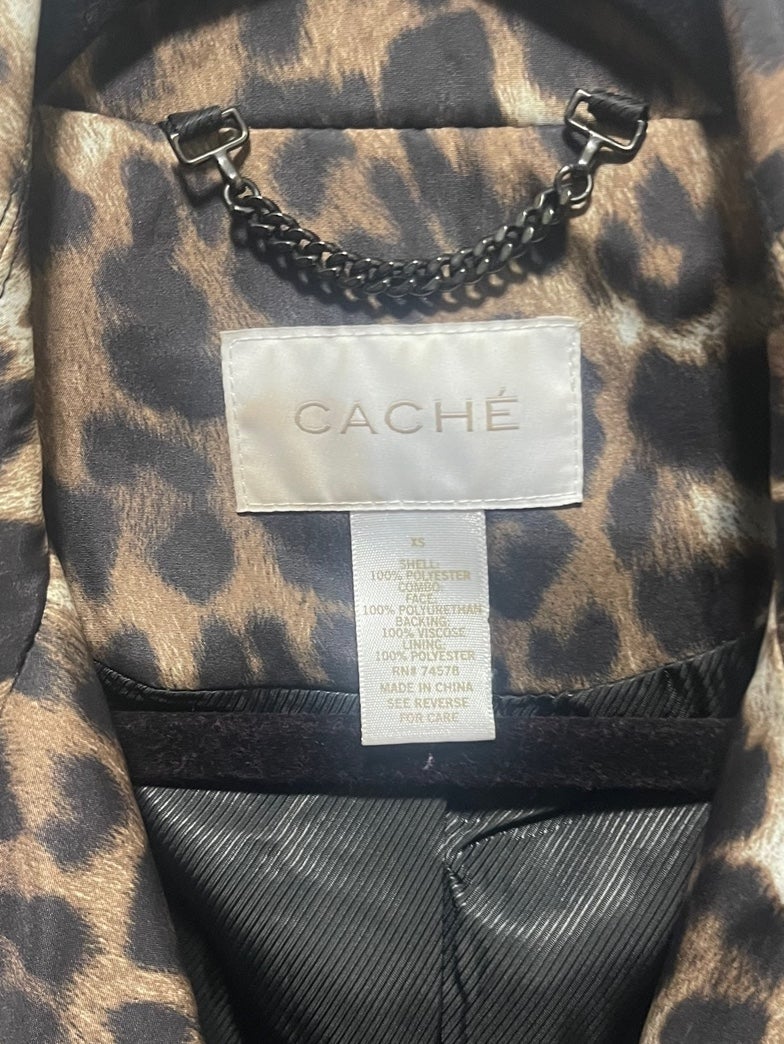 CACHÉ
XS
SHELL:
100% POLYESTER
COMBO:
FACE:
100% POLYURETHAN
BACKING:
100% VISCOSE
LINING:
100% POLYESTER
RN# 74578
MADE IN CHINA
SEE REVERSE
FOR CARE